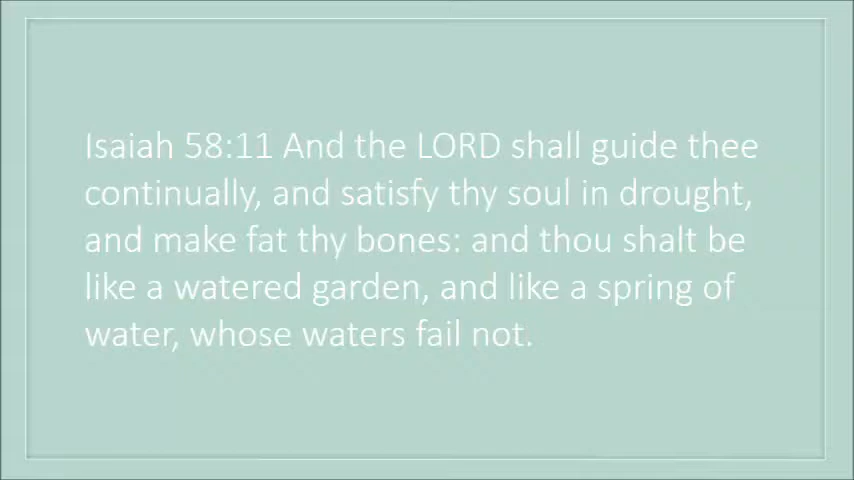 Isaiah 58:11 And the LORD shall guide thee
continually, and satisfy thy soul in drought,
and make fat thy bones: and thou shalt be
like a watered garden, and like a spring of
water, whose waters fail not.